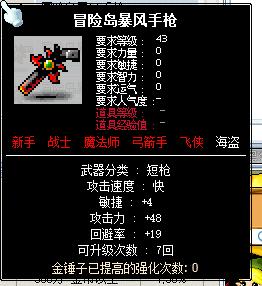 冒险岛暴风手枪
要求等级： 43
要求力量： 0
要求敏捷： 0
要求智力： 0
要求运气： 0
要求人气度： -
道具等级： -
道具经验值： -
新手 战士 魔法师 弓箭手 飞侠 海盗
武器分类： 短枪
攻击速度： 快
敏捷： +4
攻击力： +48
回避率： +19
可升级次数： 7回
金锤子已提高的强化次数: 0